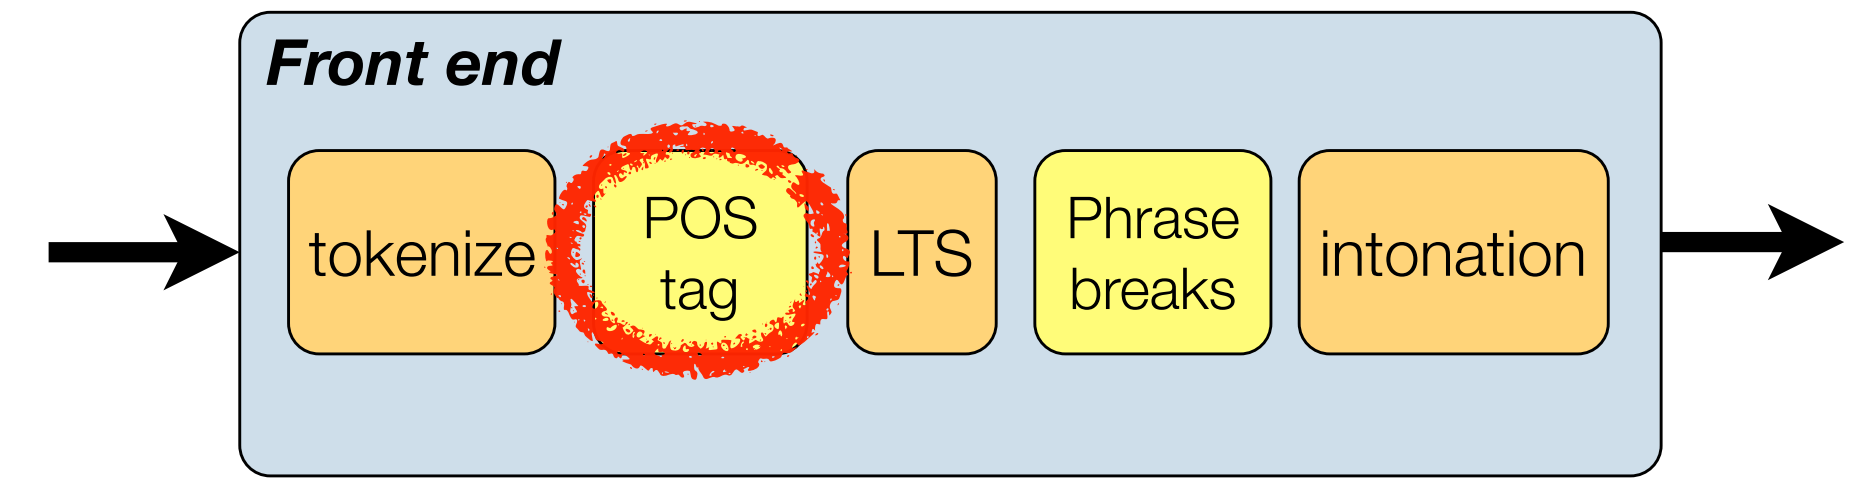 Front end
tokenize
POS
tag
LTS
Phrase
breaks
intonation